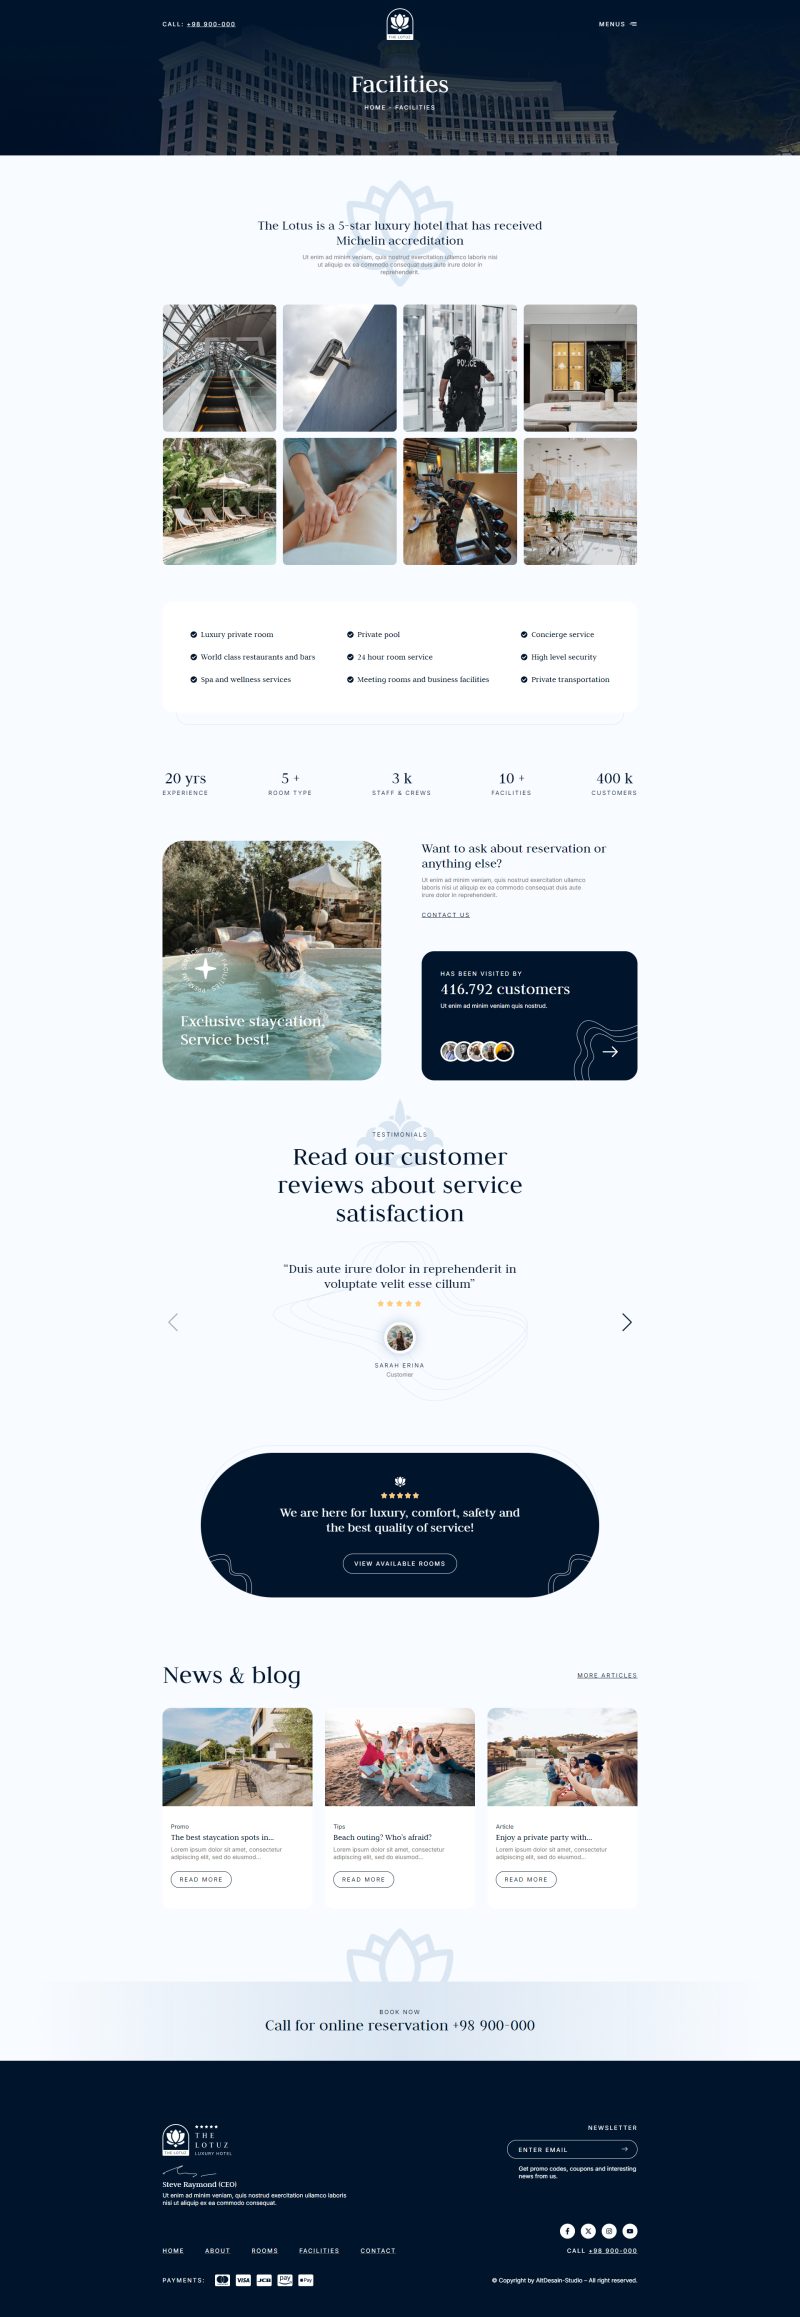 CALL: +98 900-000
THE LOTUZ
MENUS
Facilities
HOME - FACILITIES
The Lotus is a 5-star luxury hotel that has received
Michelin accreditation
Ut enim ad minim veniam, quis nostrud exercitation ullamco laboris nisi
ut aliquip ex ea commodo consequat duis aute irure dolor in
reprehenderit.
POLICE
Luxury private room
Private pool
Concierge service
World class restaurants and bars
24 hour room service
High level security
Spa and wellness services
Meeting rooms and business facilities
Private transportation
20 yrs
EXPERIENCE
5 +
ROOM TYPE
3 k
STAFF & CREWS
10 +
FACILITIES
400 k
CUSTOMERS
Exclusive staycation,
Service best!
Want to ask about reservation or
anything else?
Ut enim ad minim veniam, quis nostrud exercitation ullamco
laboris nisi ut aliquip ex ea commodo consequat duis aute
irure dolor in reprehenderit.
CONTACT US
HAS BEEN VISITED BY
416.792 customers
Ut enim ad minim veniam quis nostrud.
TESTIMONIALS
Read our customer
reviews about service
satisfaction
“Duis aute irure dolor in reprehenderit in
voluptate velit esse cillum”
SARAH ERINA
Customer
We are here for luxury, comfort, safety and
the best quality of service!
VIEW AVAILABLE ROOMS
News & blog
MORE ARTICLES
Promo
The best staycation spots in...
Lorem ipsum dolor sit amet, consectetur
adipiscing elit, sed do eiusmod...
READ MORE
Tips
Beach outing? Who's afraid?
Lorem ipsum dolor sit amet, consectetur
adipiscing elit, sed do eiusmod...
READ MORE
Article
Enjoy a private party with...
Lorem ipsum dolor sit amet, consectetur
adipiscing elit, sed do eiusmod...
READ MORE
BOOK NOW
Call for online reservation +98 900-000
THE LOTUZ
THE
LOTUZ
LUXURY HOTEL
Steve Raymond (CEO)
Ut enim ad minim veniam, quis nostrud exercitation ullamco laboris
nisi ut aliquip ex ea commodo consequat.
NEWSLETTER
ENTER EMAIL
Get promo codes, coupons and interesting
news from us.
HOME
ABOUT
ROOMS
FACILITIES
CONTACT
CALL +98 900-000
PAYMENTS:
VISA
JCB
pay
Pay
© Copyright by AltDesain-Studio – All right reserved.